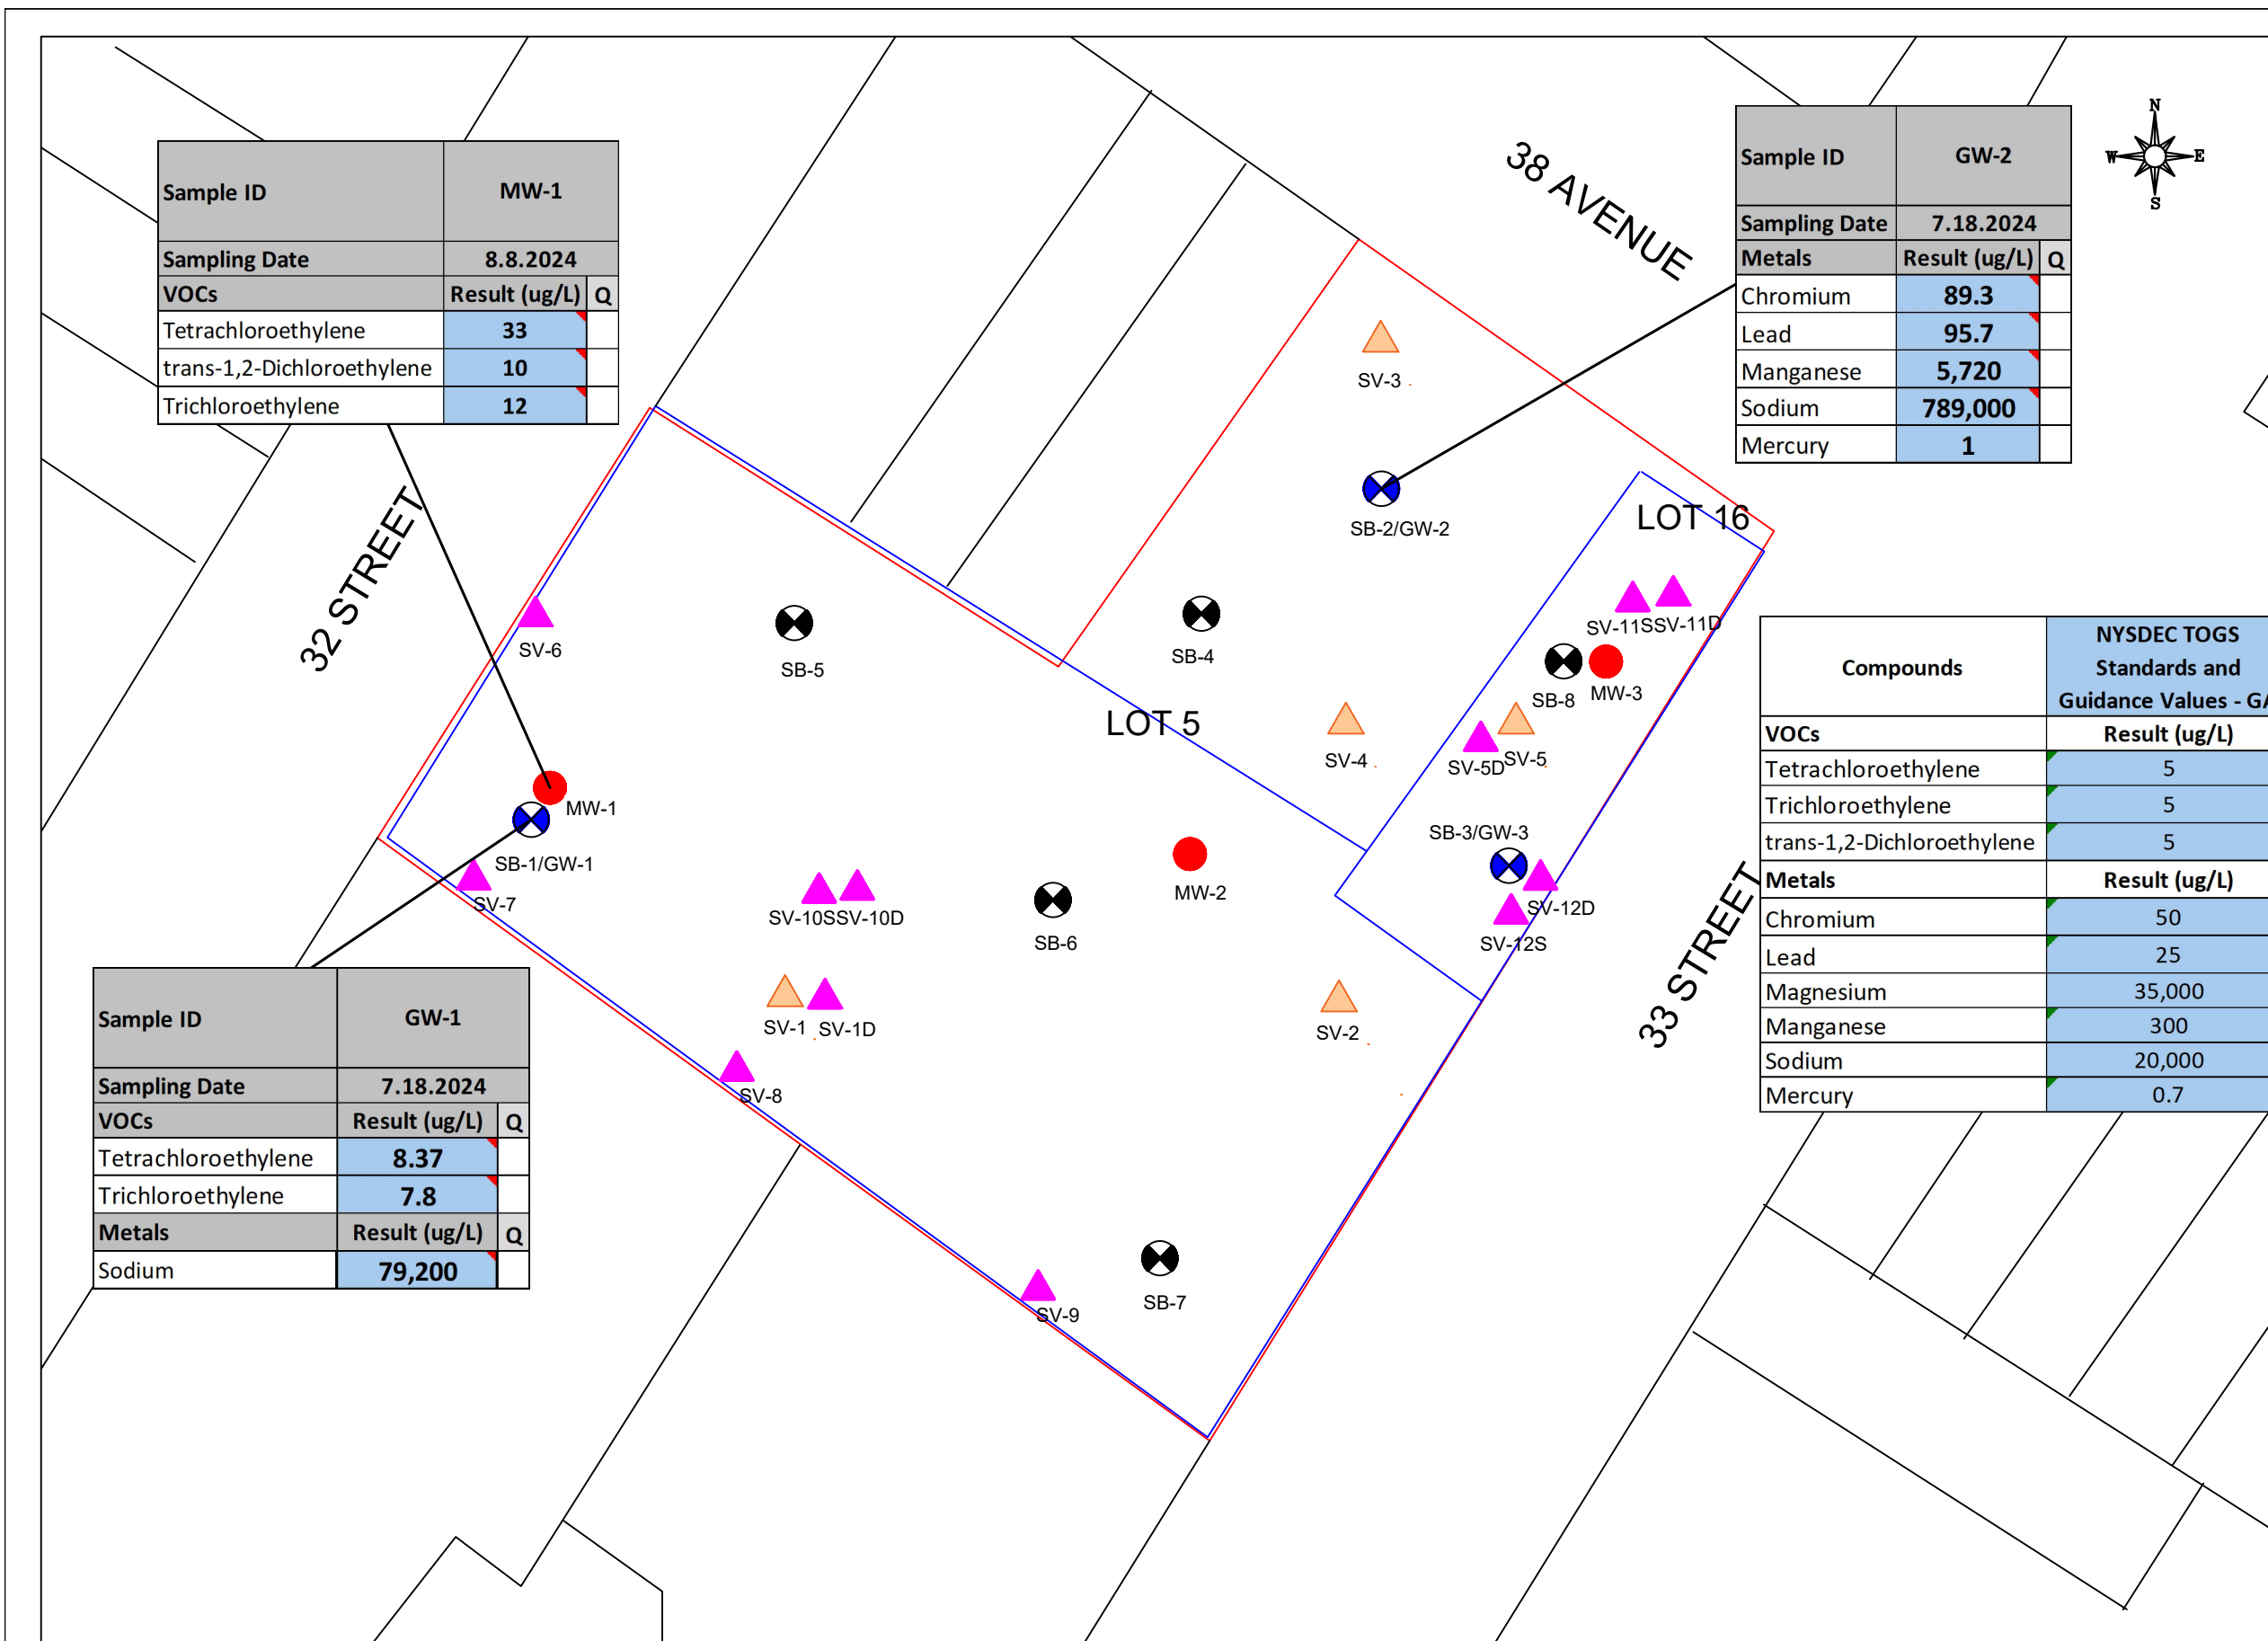 N
W E
S
38 AVENUE
Sample ID MW-1
Sampling Date 8.8.2024
VOCs Result (ug/L) Q
Tetrachloroethylene 33
trans-1,2-Dichloroethylene 10
Trichloroethylene 12
Sample ID GW-2
Sampling Date 7.18.2024
Metals Result (ug/L) Q
Chromium 89.3
Lead 95.7
Manganese 5,720
Sodium 789,000
Mercury 1
32 STREET
SV-3
SB-2/GW-2
LOT 16
SV-11S SV-11D
SV-6
SB-5
SB-4
SB-8
MW-3
LOT 5
SV-4
SV-5D
SV-5
MW-1
SB-1/GW-1
SB-3/GW-3
SV-7
SV-10S SV-10D
SB-6
MW-2
SV-12D
SV-12S
33 STREET
SV-1
SV-1D
SV-2
SV-8
SV-9
SB-7
Compounds
NYSDEC TOGS
Standards and
Guidance Values - GA
VOCs Result (ug/L)
Tetrachloroethylene 5
Trichloroethylene 5
trans-1,2-Dichloroethylene 5
Metals Result (ug/L)
Chromium 50
Lead 25
Magnesium 35,000
Manganese 300
Sodium 20,000
Mercury 0.7
Sample ID GW-1
Sampling Date 7.18.2024
VOCs Result (ug/L) Q
Tetrachloroethylene 8.37
Trichloroethylene 7.8
Metals Result (ug/L) Q
Sodium 79,200